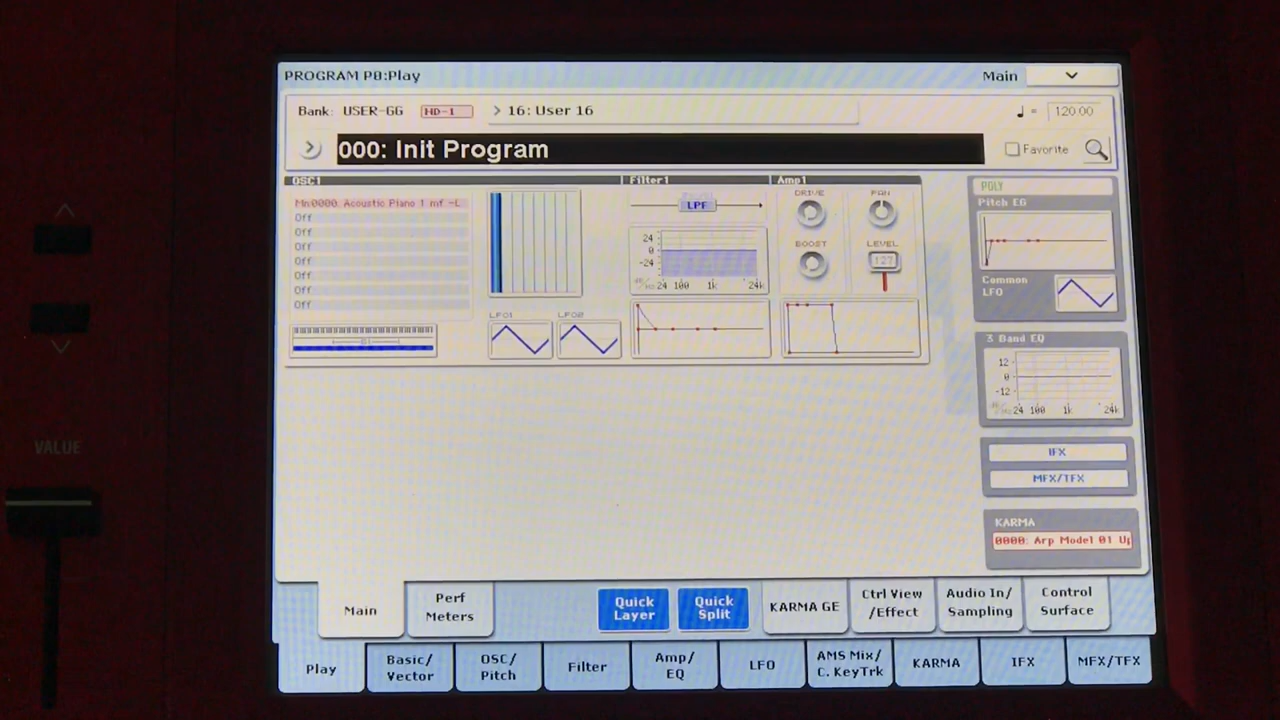 PROGRAM P0:Play
Main
Bank: USER-GG HD-1 > 16: User 16
♩ = 120.00
000: Init Program
Favorite
OSC1
Filter1
Amp1
Mn0000. Acoustic Piano 1 mf -L
Off
Off
Off
Off
Off
Off
Off
LFO1
LFO2
LPF
24
0
-24
24 100 1k 24k
DRIVE
PAN
BOOST
LEVEL
127
POLY
Pitch EG
Common
LFO
3 Band EQ
12
0
-12
24 100 1k 24k
IFX
MFX/TFX
KARMA
0000: Arp Model 01 Up
VALUE
Main
Perf
Meters
Quick
Layer
Quick
Split
KARMA GE
Ctrl View
/Effect
Audio In/
Sampling
Control
Surface
Play
Basic/
Vector
OSC/
Pitch
Filter
Amp/
EQ
LFO
AMS Mix/
C. KeyTrk
KARMA
IFX
MFX/TFX